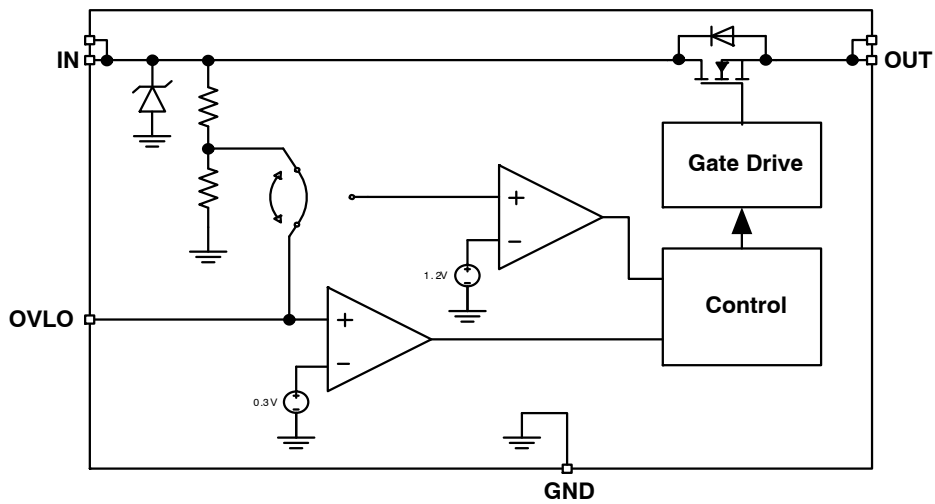 IN
OUT
Gate Drive
+
−
1.2V
+
−
Control
OVLO
+
−
0.3V
+
−
GND